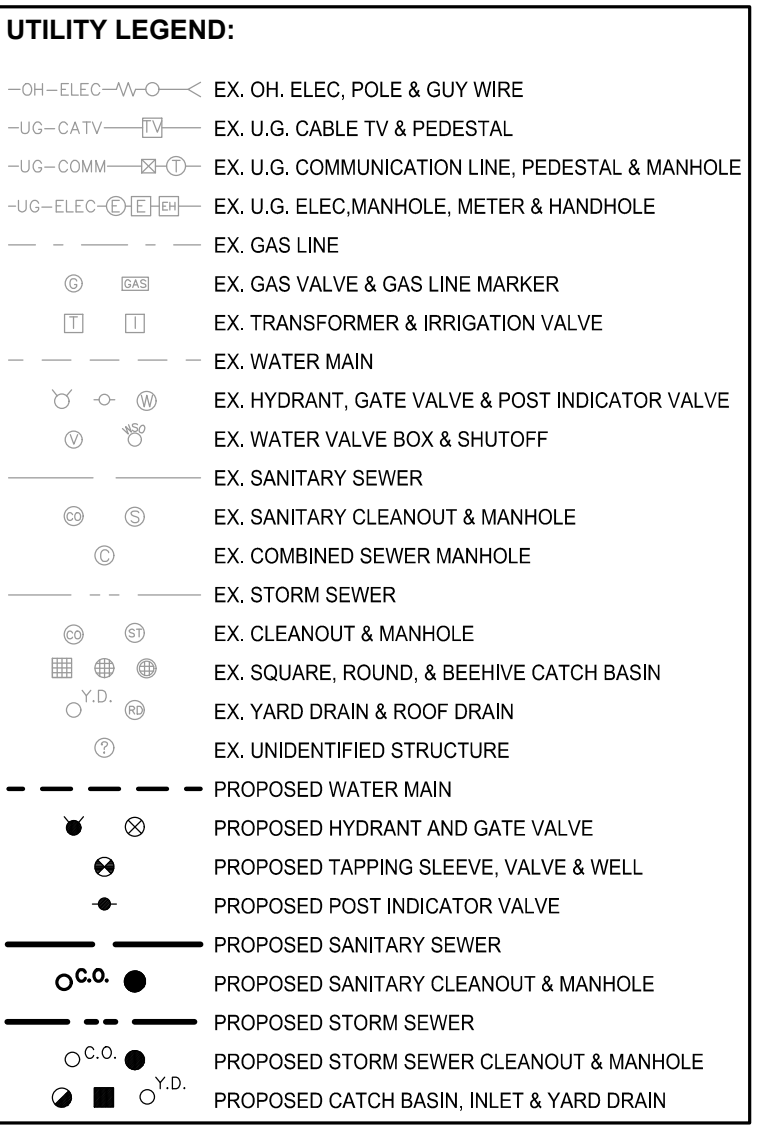 UTILITY LEGEND:
-OH-ELEC- EX. OH. ELEC, POLE & GUY WIRE
-UG-CATV- TV EX. U.G. CABLE TV & PEDESTAL
-UG-COMM- T EX. U.G. COMMUNICATION LINE, PEDESTAL & MANHOLE
-UG-ELEC- E E EH EX. U.G. ELEC,MANHOLE, METER & HANDHOLE
EX. GAS LINE
G GAS EX. GAS VALVE & GAS LINE MARKER
T I EX. TRANSFORMER & IRRIGATION VALVE
EX. WATER MAIN
W EX. HYDRANT, GATE VALVE & POST INDICATOR VALVE
V WSO EX. WATER VALVE BOX & SHUTOFF
EX. SANITARY SEWER
CO S EX. SANITARY CLEANOUT & MANHOLE
C EX. COMBINED SEWER MANHOLE
EX. STORM SEWER
CO ST EX. CLEANOUT & MANHOLE
EX. SQUARE, ROUND, & BEEHIVE CATCH BASIN
Y.D. RD EX. YARD DRAIN & ROOF DRAIN
? EX. UNIDENTIFIED STRUCTURE
PROPOSED WATER MAIN
PROPOSED HYDRANT AND GATE VALVE
PROPOSED TAPPING SLEEVE, VALVE & WELL
PROPOSED POST INDICATOR VALVE
PROPOSED SANITARY SEWER
C.O. PROPOSED SANITARY CLEANOUT & MANHOLE
PROPOSED STORM SEWER
C.O. PROPOSED STORM SEWER CLEANOUT & MANHOLE
Y.D. PROPOSED CATCH BASIN, INLET & YARD DRAIN